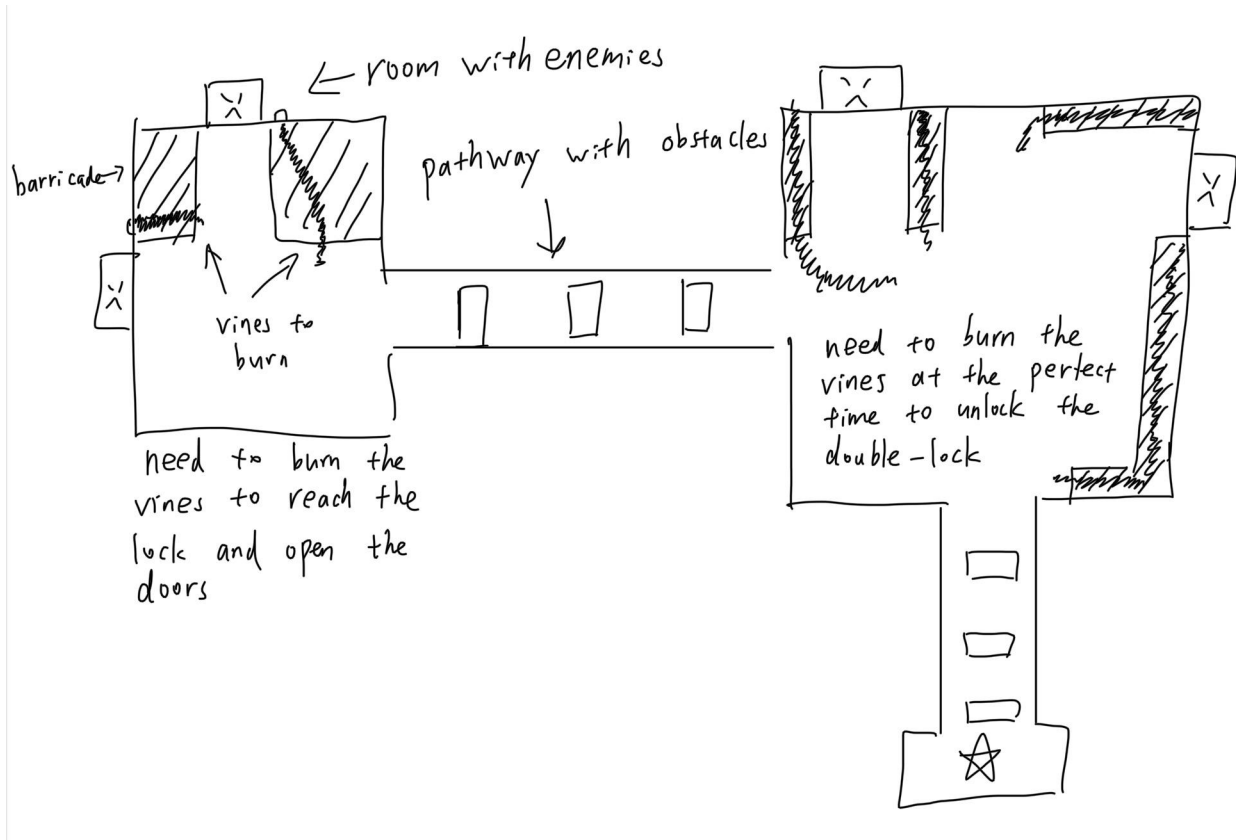 room with enemies
pathway with obstacles
barricade
vines to
burn
need to burn the
vines to reach the
lock and open the
doors
need to burn the
vines at the perfect
time to unlock the
double-lock